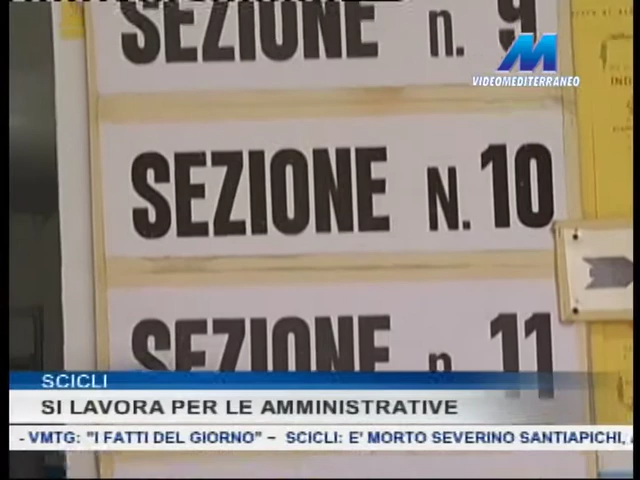 SEZIONE n. 9
M
VIDEOMEDITERRANEO
SEZIONE N. 10
SEZIONE n. 11
SCICLI
SI LAVORA PER LE AMMINISTRATIVE
- VMTG: "I FATTI DEL GIORNO" – SCICLI: E' MORTO SEVERINO SANTIAPICHI,